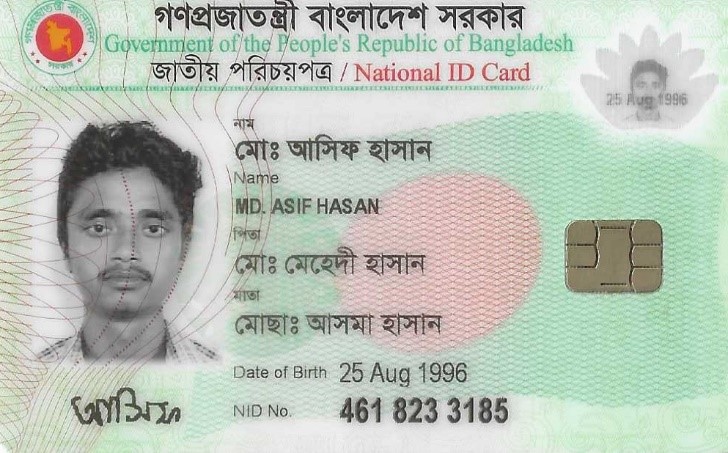 গণপ্রজাতন্ত্রী বাংলাদেশ সরকার
Government of the People's Republic of Bangladesh
জাতীয় পরিচয়পত্র / National ID Card
25 Aug 1996
নাম
মোঃ আসিফ হাসান
Name
MD. ASIF HASAN
পিতা
মোঃ মেহেদী হাসান
মাতা
মোছাঃ আসমা হাসান
Date of Birth 25 Aug 1996
আসিফ
NID No. 461 823 3185